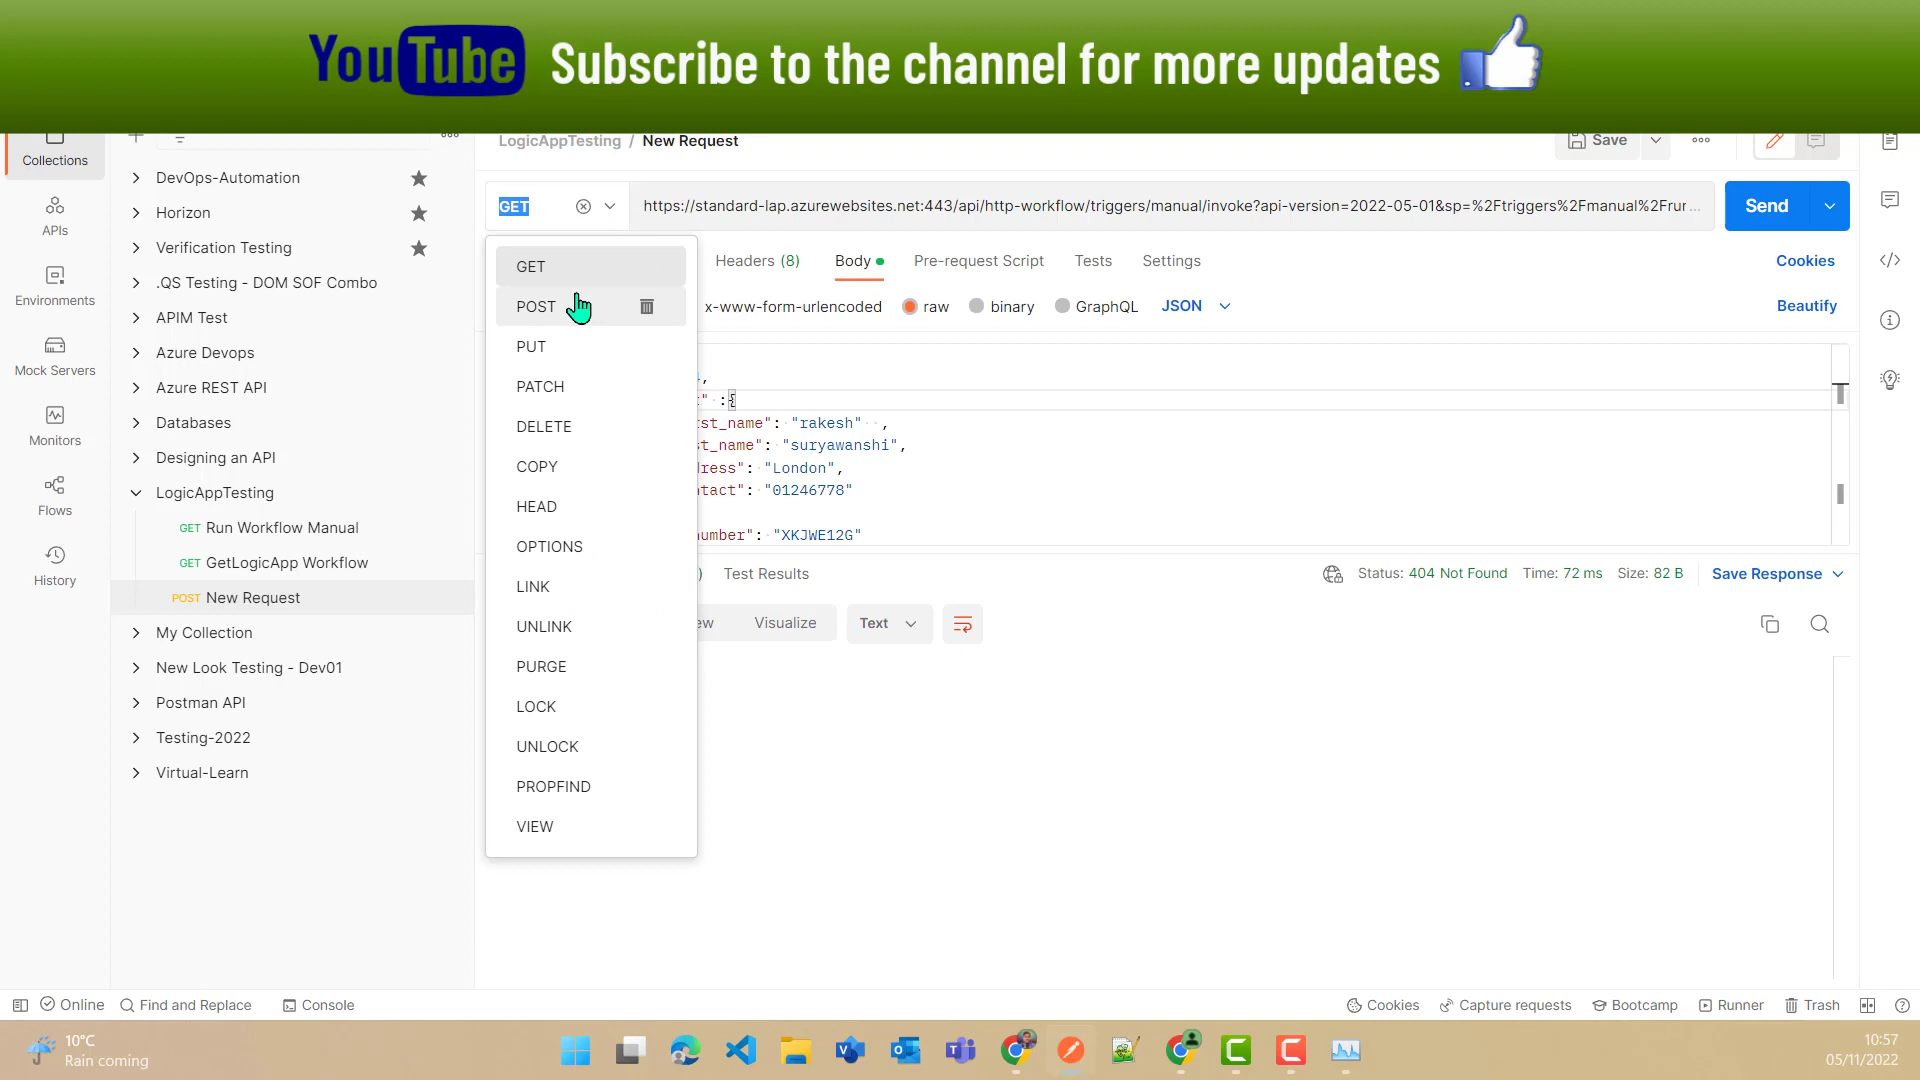 YouTube Subscribe to the channel for more updates
Collections
APIs
Environments
Mock Servers
Monitors
Flows
History
DevOps-Automation
Horizon
Verification Testing
.QS Testing - DOM SOF Combo
APIM Test
Azure Devops
Azure REST API
Databases
Designing an API
LogicAppTesting
GET Run Workflow Manual
GET GetLogicApp Workflow
POST New Request
My Collection
New Look Testing - Dev01
Postman API
Testing-2022
Virtual-Learn
LogicAppTesting / New Request
Save
GET
https://standard-lap.azurewebsites.net:443/api/http-workflow/triggers/manual/invoke?api-version=2022-05-01&sp=%2Ftriggers%2Fmanual%2Frur ...
Send
Headers (8) Body Pre-request Script Tests Settings Cookies
x-www-form-urlencoded raw binary GraphQL JSON Beautify
GET
POST
PUT
PATCH
DELETE
COPY
HEAD
OPTIONS
LINK
UNLINK
PURGE
LOCK
UNLOCK
PROPFIND
VIEW
" :{
st_name": "rakesh" ,
st_name": "suryawanshi",
ress": "London",
tact": "01246778"
umber": "XKJWE12G"
Test Results Status: 404 Not Found Time: 72 ms Size: 82 B Save Response
ew Visualize Text
Online Find and Replace Console Cookies Capture requests Bootcamp Runner Trash
10°C
Rain coming
10:57
05/11/2022